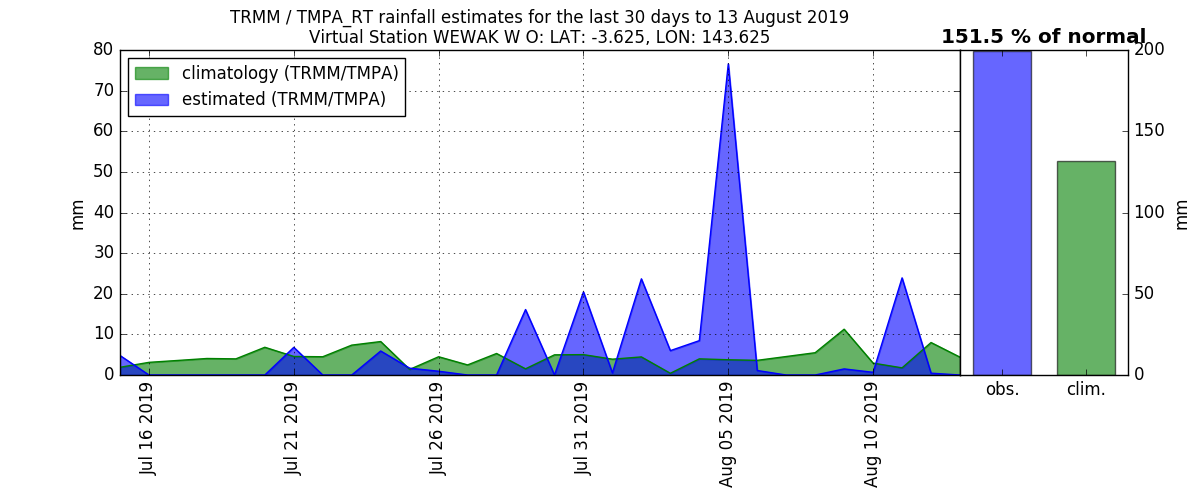 TRMM / TMPA_RT rainfall estimates for the last 30 days to 13 August 2019
Virtual Station WEWAK W O: LAT: -3.625, LON: 143.625
151.5 % of normal
climatology (TRMM/TMPA)
estimated (TRMM/TMPA)
80
70
60
50
40
30
20
10
0
mm
Jul 16 2019
Jul 21 2019
Jul 26 2019
Jul 31 2019
Aug 05 2019
Aug 10 2019
obs.
clim.
200
150
100
50
0
mm